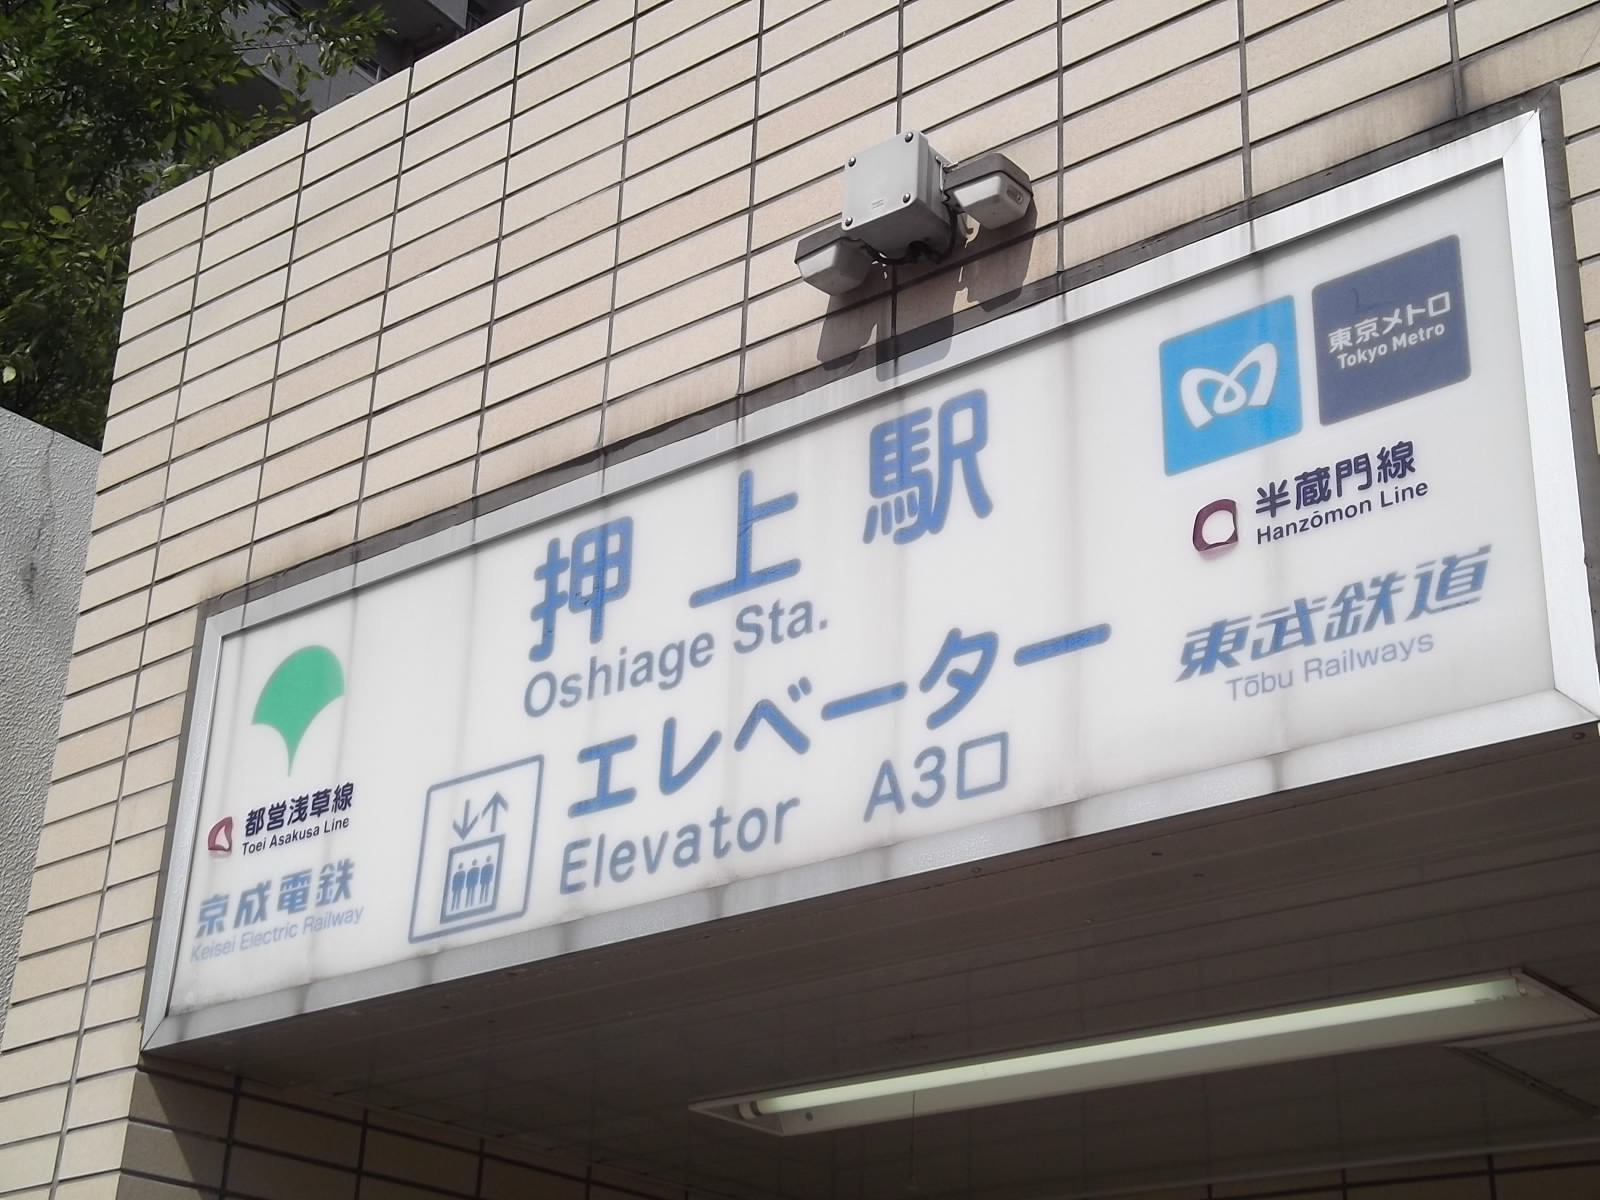 押上駅
Oshiage Sta.
エレベーター
Elevator A3口
都営浅草線
Toei Asakusa Line
京成電鉄
Keisei Electric Railway
東京メトロ
Tokyo Metro
半蔵門線
Hanzōmon Line
東武鉄道
Tōbu Railways